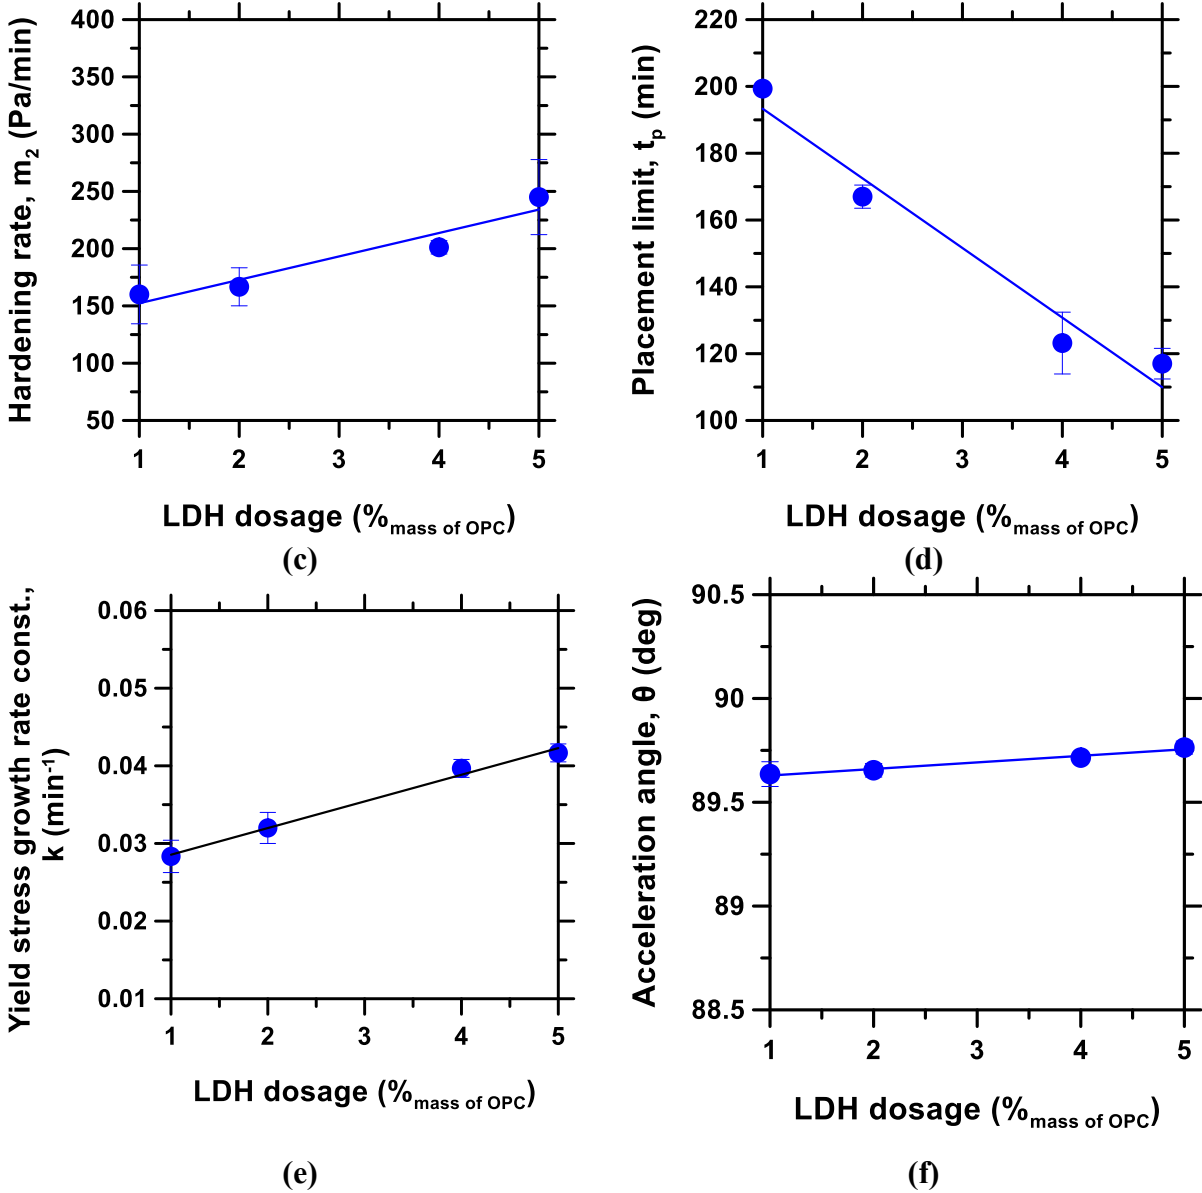 Hardening rate, m2 (Pa/min)
400
350
300
250
200
150
100
50
1 2 3 4 5
LDH dosage (%mass of OPC)
(c)
Placement limit, tp (min)
220
200
180
160
140
120
100
1 2 3 4 5
LDH dosage (%mass of OPC)
(d)
Yield stress growth rate const.,
k (min⁻¹)
0.06
0.05
0.04
0.03
0.02
0.01
1 2 3 4 5
LDH dosage (%mass of OPC)
(e)
Acceleration angle, θ (deg)
90.5
90
89.5
89
88.5
1 2 3 4 5
LDH dosage (%mass of OPC)
(f)